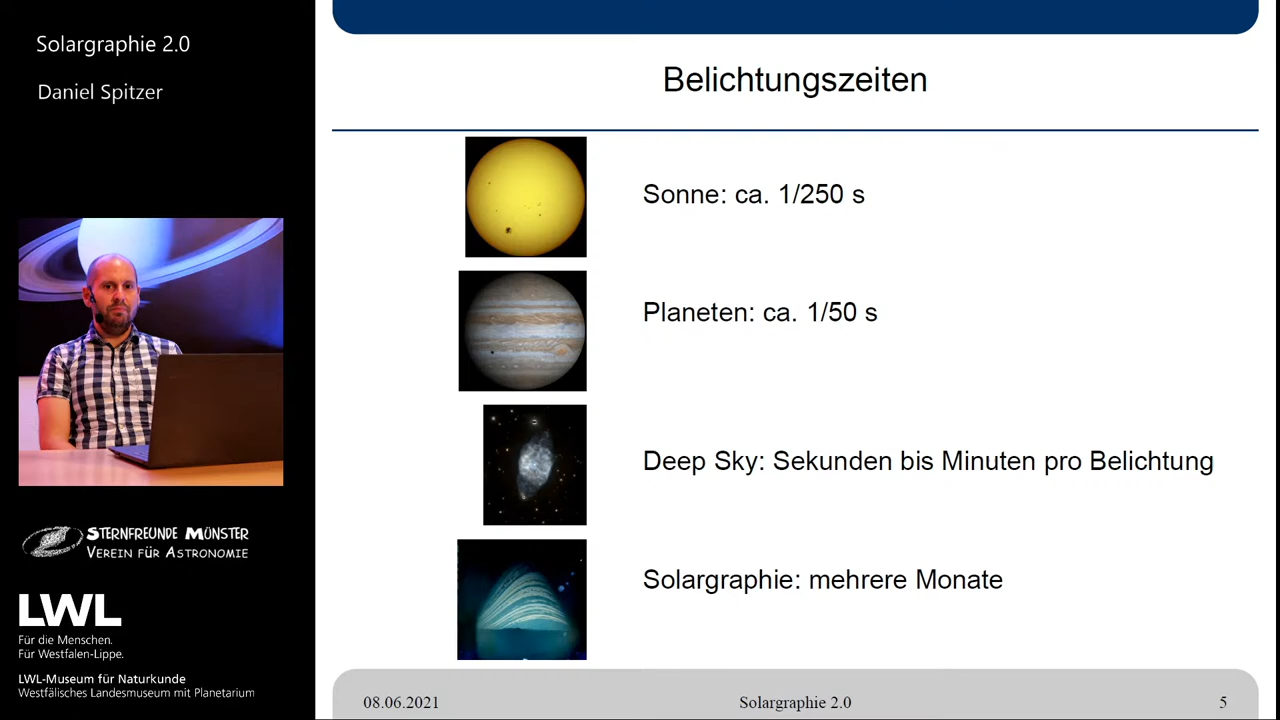 Solargraphie 2.0
Daniel Spitzer
STERNFREUNDE MÜNSTER
VEREIN FÜR ASTRONOMIE
LWL
Für die Menschen.
Für Westfalen-Lippe.
LWL-Museum für Naturkunde
Westfälisches Landesmuseum mit Planetarium
Belichtungszeiten
Sonne: ca. 1/250 s
Planeten: ca. 1/50 s
Deep Sky: Sekunden bis Minuten pro Belichtung
Solargraphie: mehrere Monate
08.06.2021
Solargraphie 2.0
5